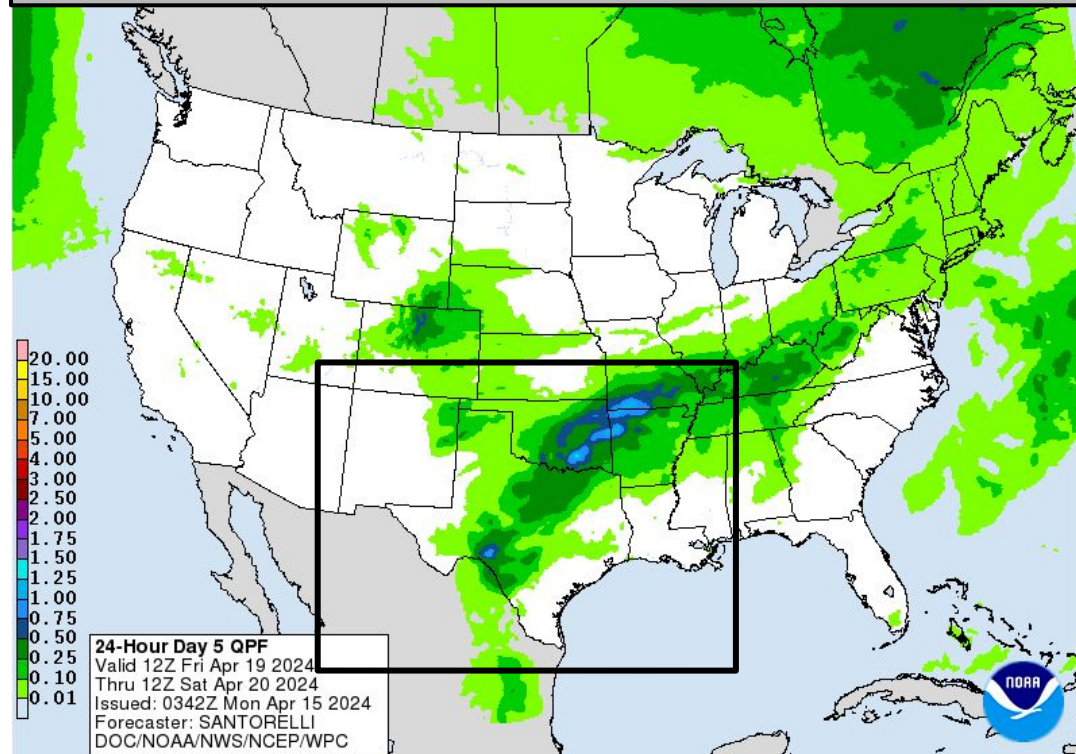 20.00
15.00
10.00
7.00
5.00
4.00
3.00
2.50
2.00
1.75
1.50
1.25
1.00
0.75
0.50
0.25
0.10
0.01
24-Hour Day 5 QPF
Valid 12Z Fri Apr 19 2024
Thru 12Z Sat Apr 20 2024
Issued: 0342Z Mon Apr 15 2024
Forecaster: SANTORELLI
DOC/NOAA/NWS/NCEP/WPC
NOAA